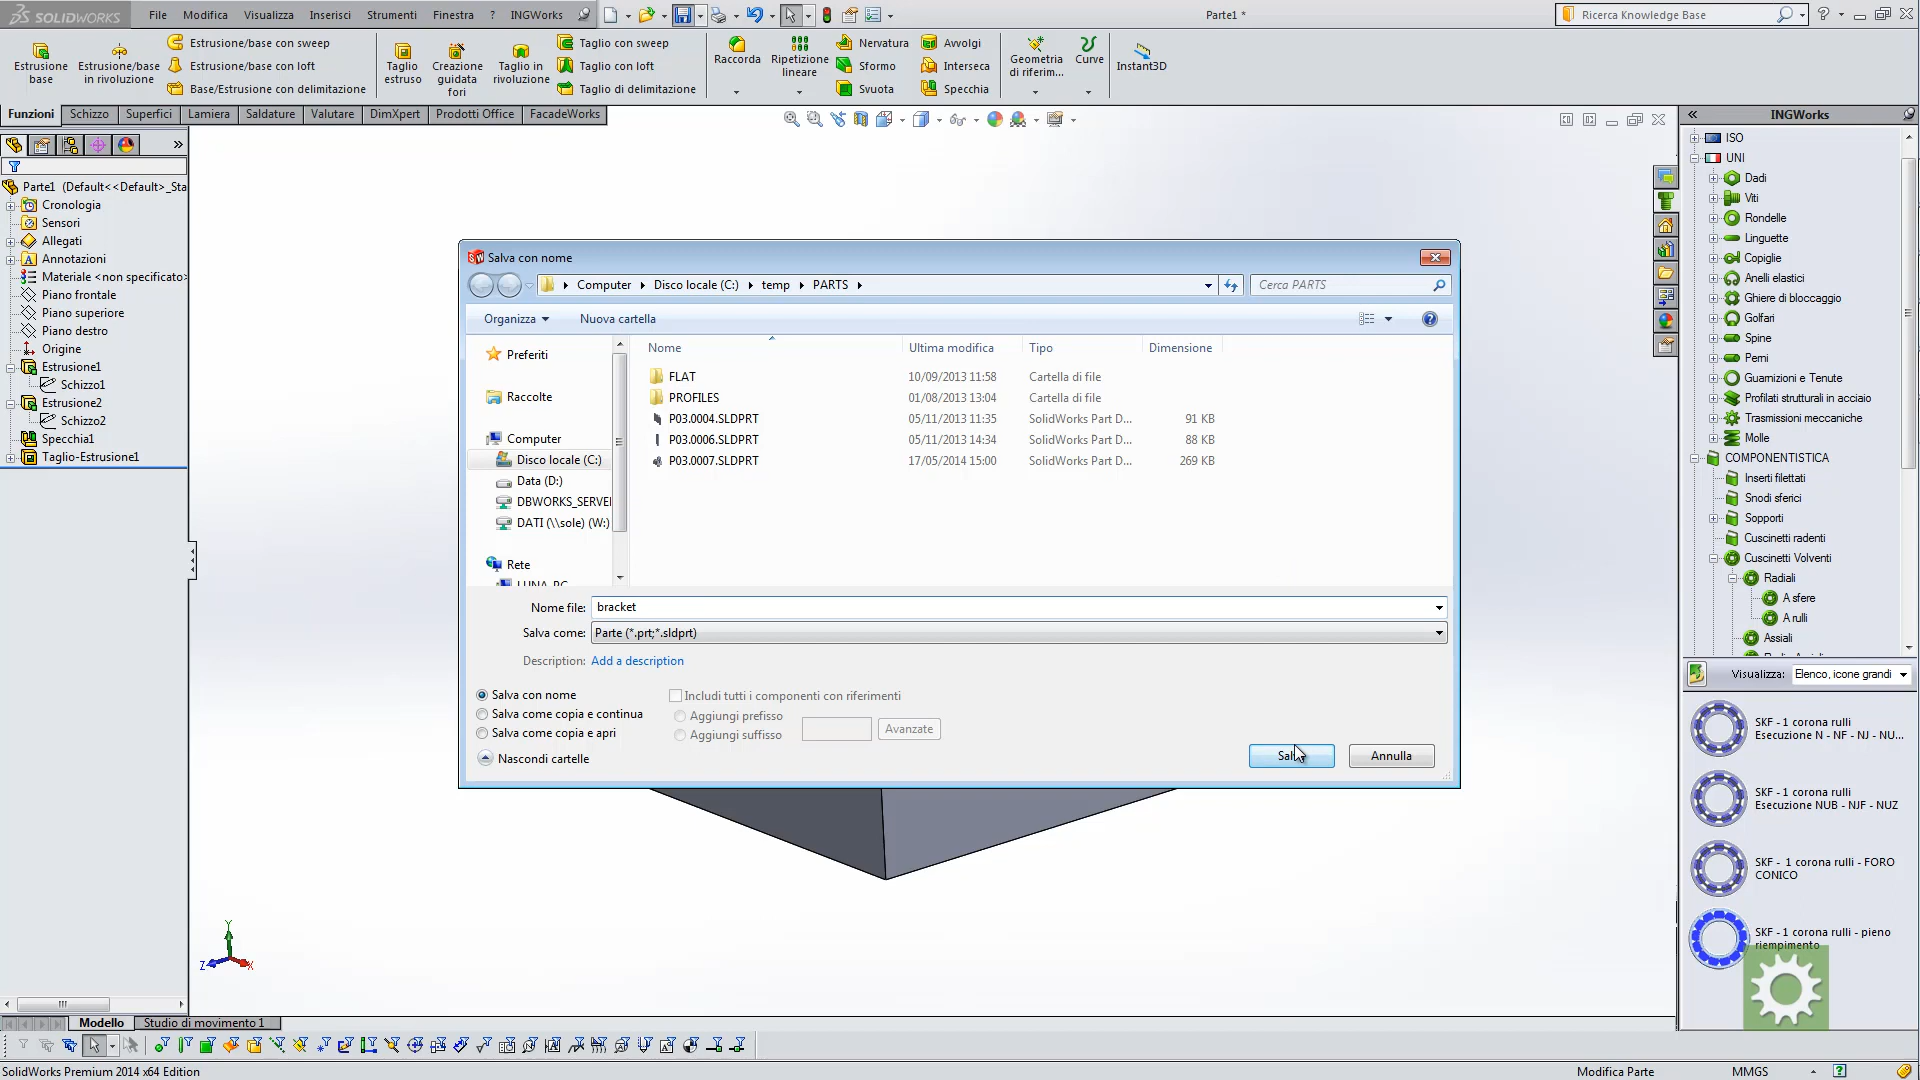 SOLIDWORKS
File Modifica Visualizza Inserisci Strumenti Finestra ? INGWorks
Parte1 *
Ricerca Knowledge Base
Estrusione base
Estrusione/base in rivoluzione
Estrusione/base con sweep
Estrusione/base con loft
Base/Estrusione con delimitazione
Taglio estruso
Creazione guidata fori
Taglio in rivoluzione
Taglio con sweep
Taglio con loft
Taglio di delimitazione
Raccorda
Ripetizione lineare
Nervatura
Sformo
Svuota
Avvolgi
Interseca
Specchia
Geometria di riferim...
Curve
Instant3D
Funzioni Schizzo Superfici Lamiera Saldature Valutare DimXpert Prodotti Office FacadeWorks
Parte1 (Default<<Default>_Sta
Cronologia
Sensori
Allegati
Annotazioni
Materiale <non specificato>
Piano frontale
Piano superiore
Piano destro
Origine
Estrusione1
Schizzo1
Estrusione2
Schizzo2
Specchia1
Taglio-Estrusione1
Salva con nome
Computer Disco locale (C:) temp PARTS
Cerca PARTS
Organizza Nuova cartella
Preferiti
Raccolte
Computer
Disco locale (C:)
Data (D:)
DBWORKS_SERVE
DATI (\\sole) (W:)
Rete
LUNA_PC
Nome Ultima modifica Tipo Dimensione
FLAT 10/09/2013 11:58 Cartella di file
PROFILES 01/08/2013 13:04 Cartella di file
P03.0004.SLDPRT 05/11/2013 11:35 SolidWorks Part D... 91 KB
P03.0006.SLDPRT 05/11/2013 14:34 SolidWorks Part D... 88 KB
P03.0007.SLDPRT 17/05/2014 15:00 SolidWorks Part D... 269 KB
Nome file: bracket
Salva come: Parte (*.prt;*.sldprt)
Description: Add a description
Salva con nome
Salva come copia e continua
Salva come copia e apri
Includi tutti i componenti con riferimenti
Aggiungi prefisso
Aggiungi suffisso
Avanzate
Nascondi cartelle
Annulla
INGWorks
ISO
UNI
Dadi
Viti
Rondelle
Linguette
Copiglie
Anelli elastici
Ghiere di bloccaggio
Golfari
Spine
Perni
Guarnizioni e Tenute
Profilati strutturali in acciaio
Trasmissioni meccaniche
Molle
COMPONENTISTICA
Inserti filettati
Snodi sferici
Supporti
Cuscinetti radenti
Cuscinetti Volventi
Radiali
A sfere
A rulli
Assiali
Visualizza: Elenco, icone grandi
SKF - 1 corona rulli
Esecuzione N - NF - NJ - NU...
SKF - 1 corona rulli
Esecuzione NUB - NJF - NUZ
SKF - 1 corona rulli - FORO
CONICO
SKF - 1 corona rulli - pieno
riempimento
Y
Z
X
Modello Studio di movimento 1
SolidWorks Premium 2014 x64 Edition
Modifica Parte
MMGS